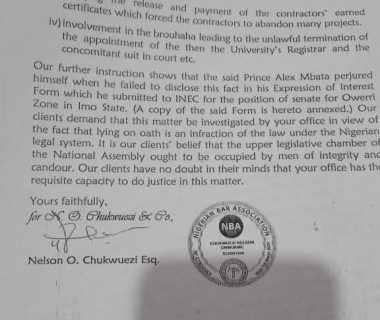 the release and payment of the contractors' earned
certificates which forced the contractors to abandon many projects.
iv) involvement in the brouhaha leading to the unlawful termination of
the appointment of the then the University's Registrar and the
concomitant suit in court etc.
Our further instruction shows that the said Prince Alex Mbata perjured
himself when he failed to disclose this fact in his Expression of Interest
Form which he submitted to INEC for the position of senate for Owerri
Zone in Imo State. (A copy of the said Form is hereto annexed.) Our
clients demand that this matter be investigated by your office in view of
the fact that lying on oath is an infraction of the law under the Nigerian
legal system. It is our clients' belief that the upper legislative chamber of
the National Assembly ought to be occupied by men of integrity and
candour. Our clients have no doubt in their minds that your office has the
requisite capacity to do justice in this matter.
Yours faithfully,
for N. O. Chukwuezi & Co,
Nelson O. Chukwuezi Esq.
NIGERIAN BAR ASSOCIATION
NBA
CHUKWUEZI NELSON